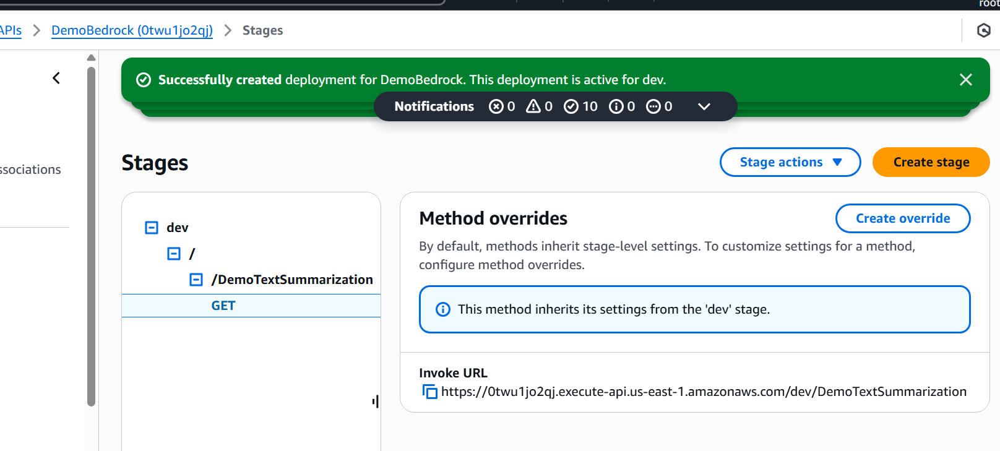 root
APIs > DemoBedrock (0twu1jo2qj) > Stages
Successfully created deployment for DemoBedrock. This deployment is active for dev.
Notifications 0 0 10 0 0
ssociations
Stages
Stage actions
Create stage
dev
/
/DemoTextSummarization
GET
Method overrides
Create override
By default, methods inherit stage-level settings. To customize settings for a method,
configure method overrides.
This method inherits its settings from the 'dev' stage.
Invoke URL
https://0twu1jo2qj.execute-api.us-east-1.amazonaws.com/dev/DemoTextSummarization